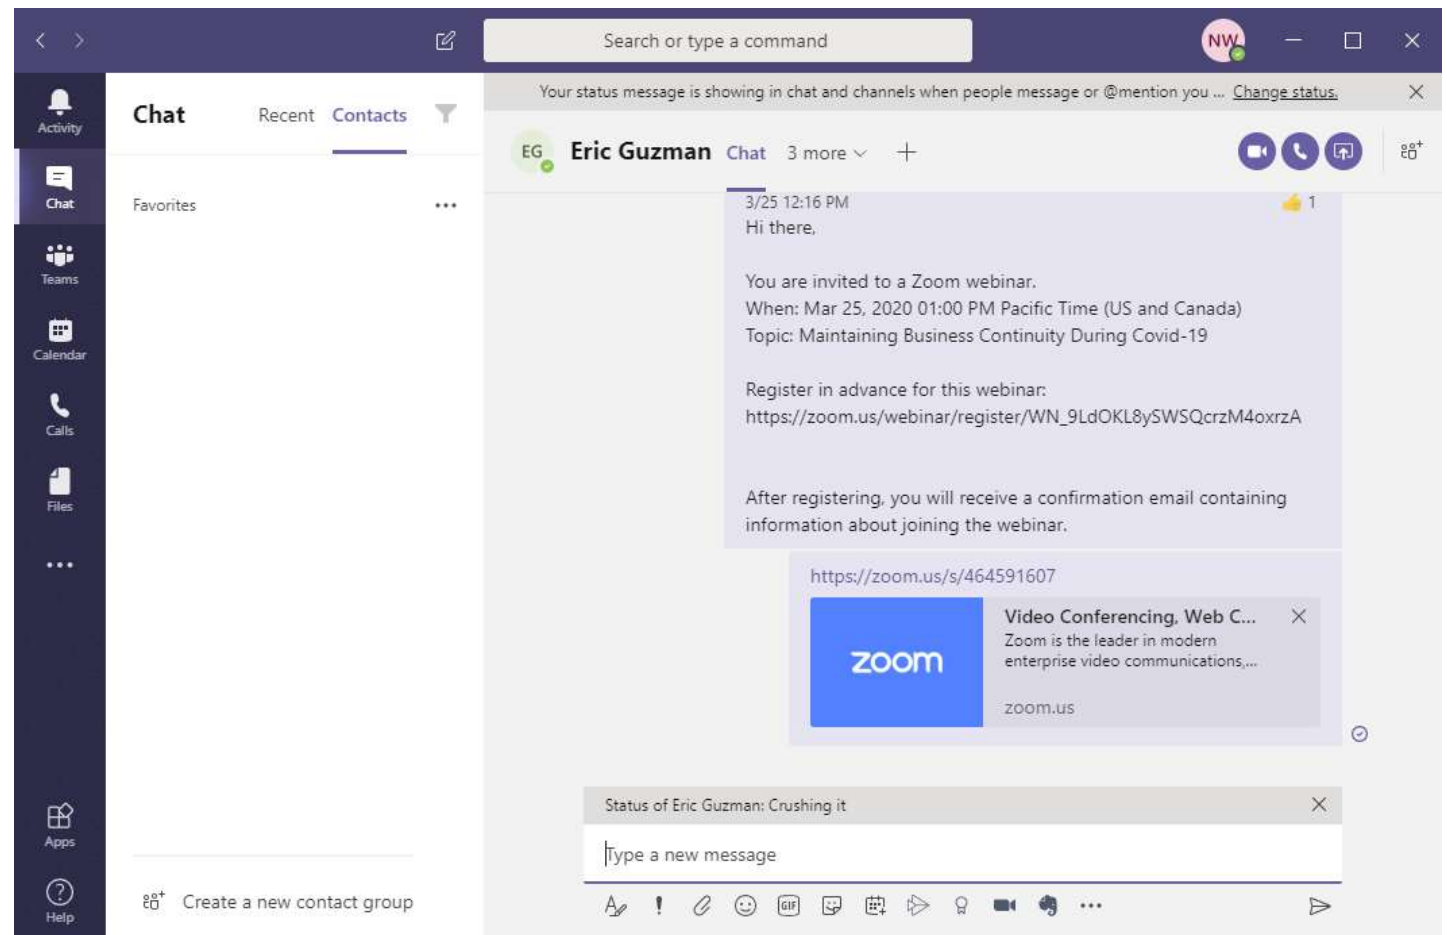 Search or type a command
NW
Activity
Chat
Teams
Calendar
Calls
Files
Apps
Help
Chat
Recent
Contacts
Favorites
Create a new contact group
Your status message is showing in chat and channels when people message or @mention you ... Change status.
EG
Eric Guzman
Chat
3 more
3/25 12:16 PM
1
Hi there,
You are invited to a Zoom webinar.
When: Mar 25, 2020 01:00 PM Pacific Time (US and Canada)
Topic: Maintaining Business Continuity During Covid-19
Register in advance for this webinar:
https://zoom.us/webinar/register/WN_9LdOKL8ySWSQcrzM4oxrzA
After registering, you will receive a confirmation email containing
information about joining the webinar.
https://zoom.us/s/464591607
zoom
Video Conferencing, Web C...
Zoom is the leader in modern
enterprise video communications,...
zoom.us
Status of Eric Guzman: Crushing it
Type a new message
GIF